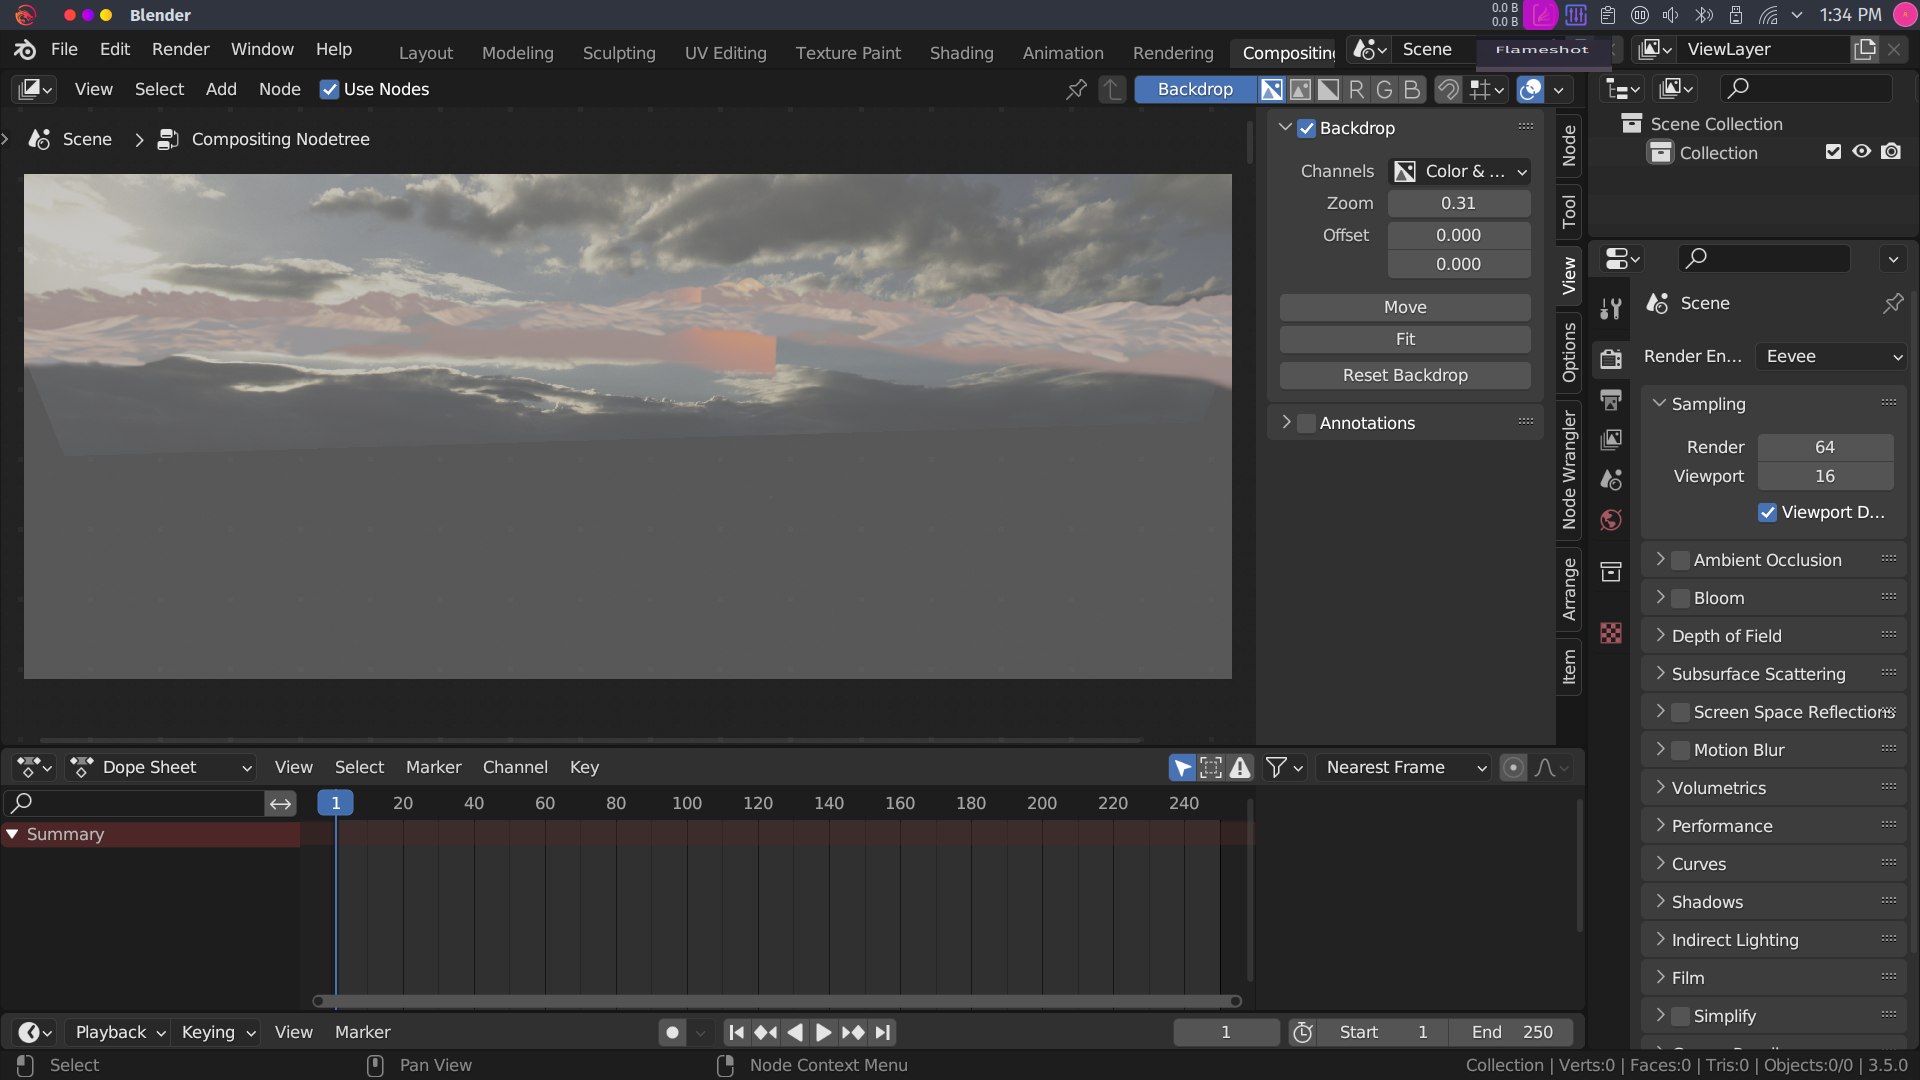 Blender
0.0 B
0.0 B
1:34 PM
File Edit Render Window Help
Layout Modeling Sculpting UV Editing Texture Paint Shading Animation Rendering Compositing
Scene
Flameshot
ViewLayer
View Select Add Node Use Nodes
Backdrop
R G B
Scene > Compositing Nodetree
Backdrop
Channels Color & ...
Zoom 0.31
Offset 0.000
0.000
Move
Fit
Reset Backdrop
Annotations
Node
Tool
View
Options
Node Wrangler
Arrange
Item
Scene Collection
Collection
Scene
Render En... Eevee
Sampling
Render 64
Viewport 16
Viewport D...
Ambient Occlusion
Bloom
Depth of Field
Subsurface Scattering
Screen Space Reflections
Motion Blur
Volumetrics
Performance
Curves
Shadows
Indirect Lighting
Film
Simplify
Dope Sheet View Select Marker Channel Key
Nearest Frame
1 20 40 60 80 100 120 140 160 180 200 220 240
Summary
Playback Keying View Marker
1
Start 1
End 250
Select
Pan View
Node Context Menu
Collection | Verts:0 | Faces:0 | Tris:0 | Objects:0/0 | 3.5.0